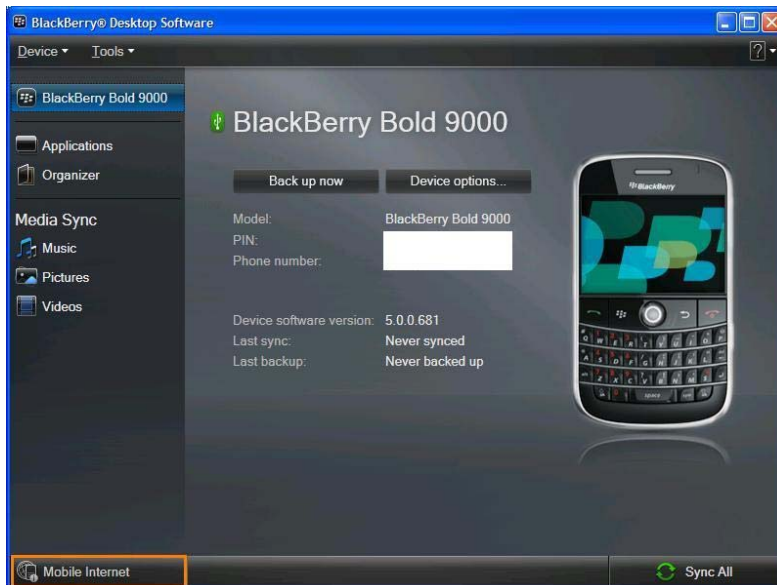 BlackBerry® Desktop Software
Device Tools ?
BlackBerry Bold 9000
Applications
Organizer
Media Sync
Music
Pictures
Videos
BlackBerry Bold 9000
Back up now Device options...
Model: BlackBerry Bold 9000
PIN:
Phone number:
Device software version: 5.0.0.681
Last sync: Never synced
Last backup: Never backed up
BlackBerry
Mobile Internet Sync All